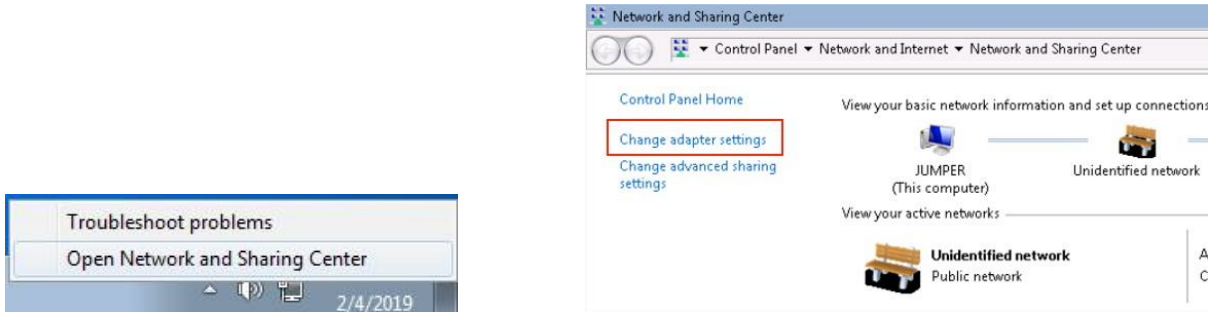 Troubleshoot problems
Open Network and Sharing Center
2/4/2019
Network and Sharing Center
Control Panel Network and Internet Network and Sharing Center
Control Panel Home
Change adapter settings
Change advanced sharing
settings
View your basic network information and set up connections
JUMPER
(This computer)
Unidentified network
View your active networks
Unidentified network
Public network
A
C